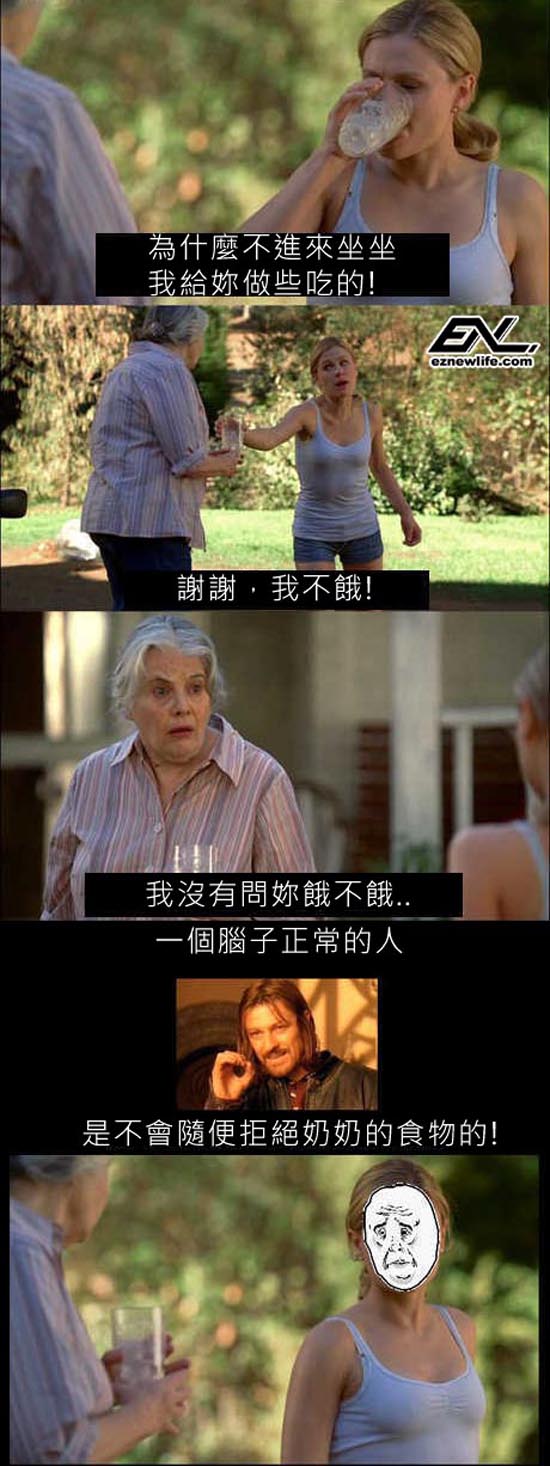 為什麼不進來坐坐
我給妳做些吃的!
EZNL.
eznewlife.com
謝謝，我不餓!
我沒有問妳餓不餓..
一個腦子正常的人
是不會隨便拒絕奶奶的食物的!